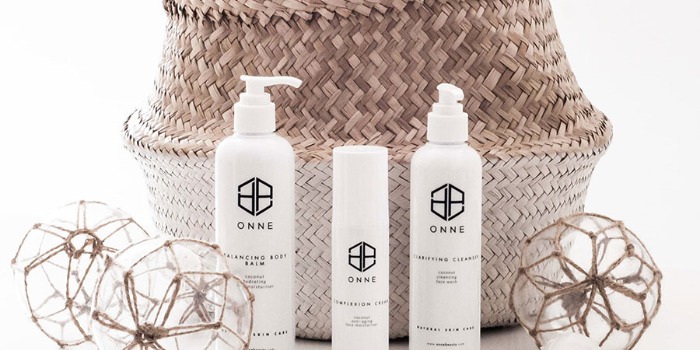 ONNE
BALANCING BODY
BALM
coconut
hydrating
moisturiser
SKIN CARE
ONNE
COMPLEXION CREAM
coconut
anti-aging
face moisturiser
ONNE
CLARIFYING CLEANSER
coconut
cleansing
face wash
NATURAL SKIN CARE